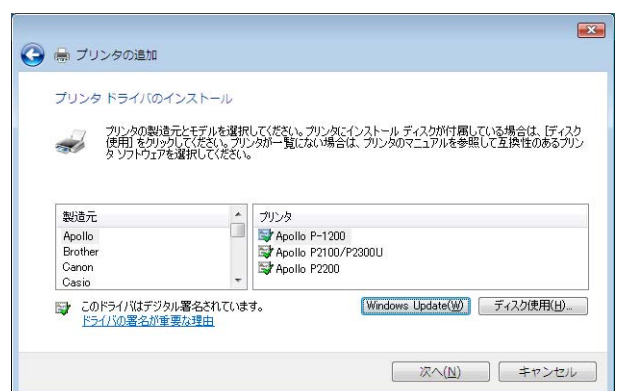 プリンタの追加
プリンタ ドライバのインストール
プリンタの製造元とモデルを選択してください。プリンタにインストール ディスクが付属している場合は、[ディスク
使用] をクリックしてください。プリンタが一覧にない場合は、プリンタのマニュアルを参照して互換性のあるプリン
タ ソフトウェアを選択してください。
製造元
Apollo
Brother
Canon
Casio
プリンタ
Apollo P-1200
Apollo P2100/P2300U
Apollo P2200
このドライバはデジタル署名されています。
ドライバの署名が重要な理由
Windows Update(W)
ディスク使用(H)...
次へ(N)
キャンセル